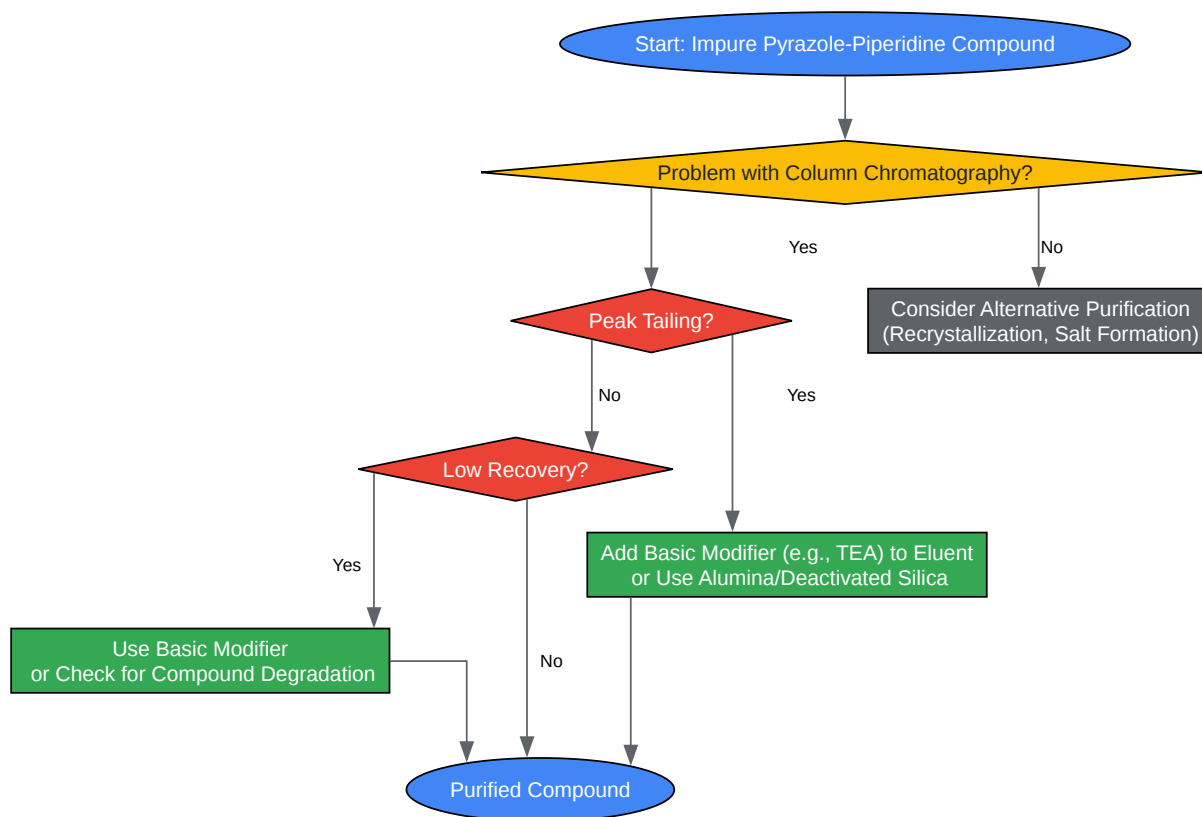 Start: Impure Pyrazole-Piperidine Compound
Problem with Column Chromatography?
Yes
No
Peak Tailing?
Consider Alternative Purification
(Recrystallization, Salt Formation)
No
Yes
Low Recovery?
Add Basic Modifier (e.g., TEA) to Eluent
or Use Alumina/Deactivated Silica
Yes
Use Basic Modifier
or Check for Compound Degradation
No
Purified Compound